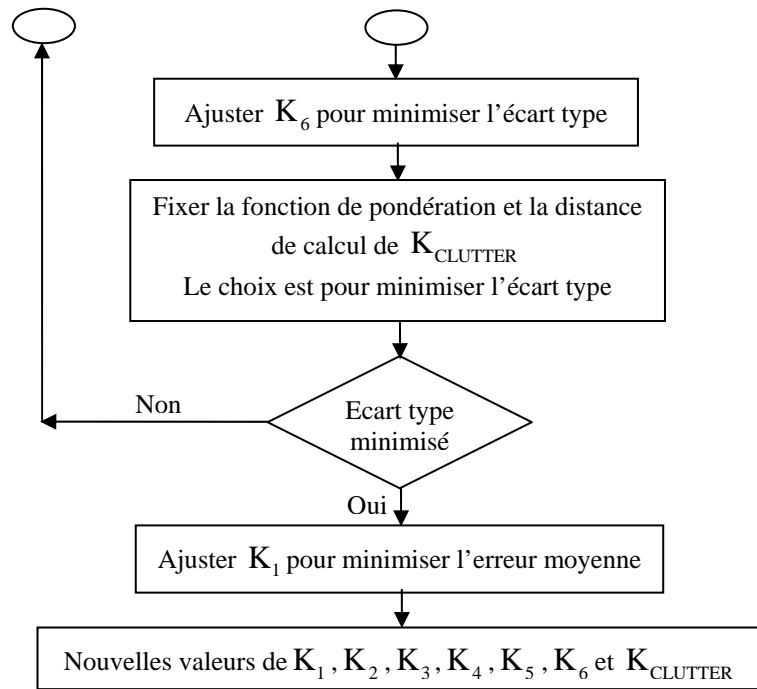 Ajuster K₆ pour minimiser l’écart type
Fixer la fonction de pondération et la distance
de calcul de K_CLUTTER
Le choix est pour minimiser l’écart type
Non
Ecart type
minimisé
Oui
Ajuster K₁ pour minimiser l’erreur moyenne
Nouvelles valeurs de K₁ , K₂ , K₃ , K₄ , K₅ , K₆ et K_CLUTTER